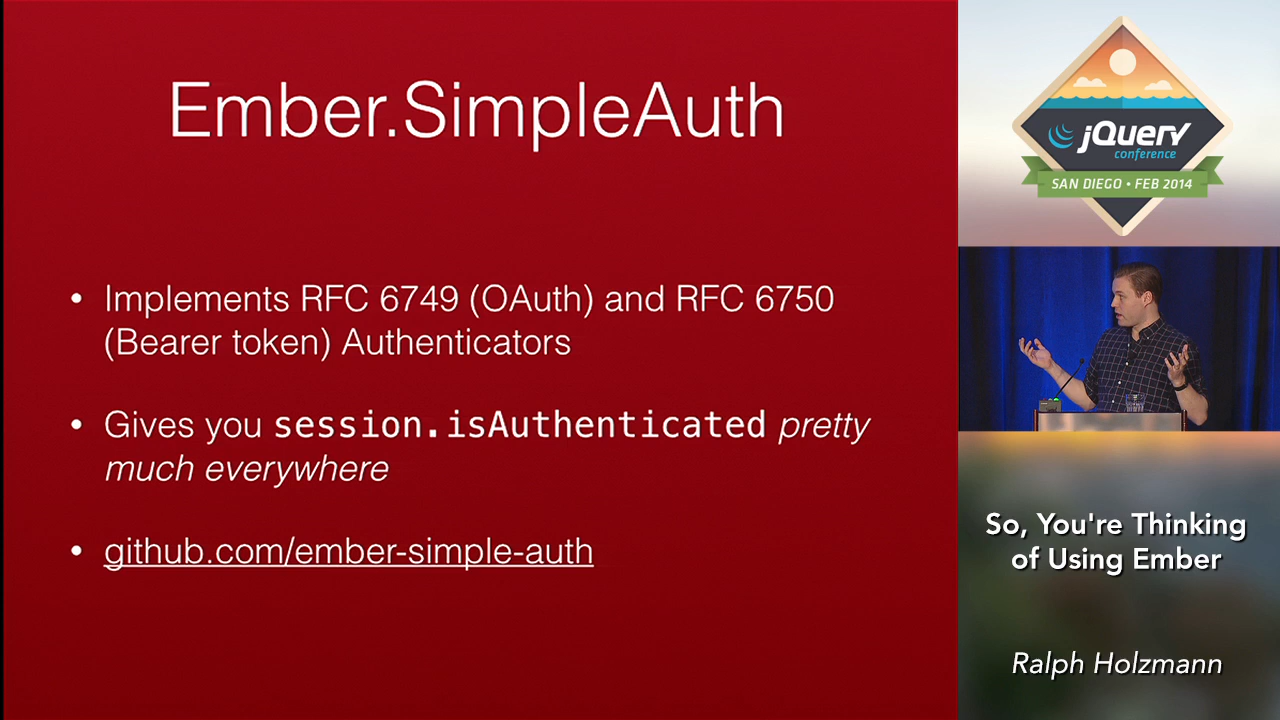 Ember.SimpleAuth
• Implements RFC 6749 (OAuth) and RFC 6750
(Bearer token) Authenticators
• Gives you session.isAuthenticated pretty
much everywhere
• github.com/ember-simple-auth
jQuery
conference
SAN DIEGO • FEB 2014
So, You're Thinking
of Using Ember
Ralph Holzmann